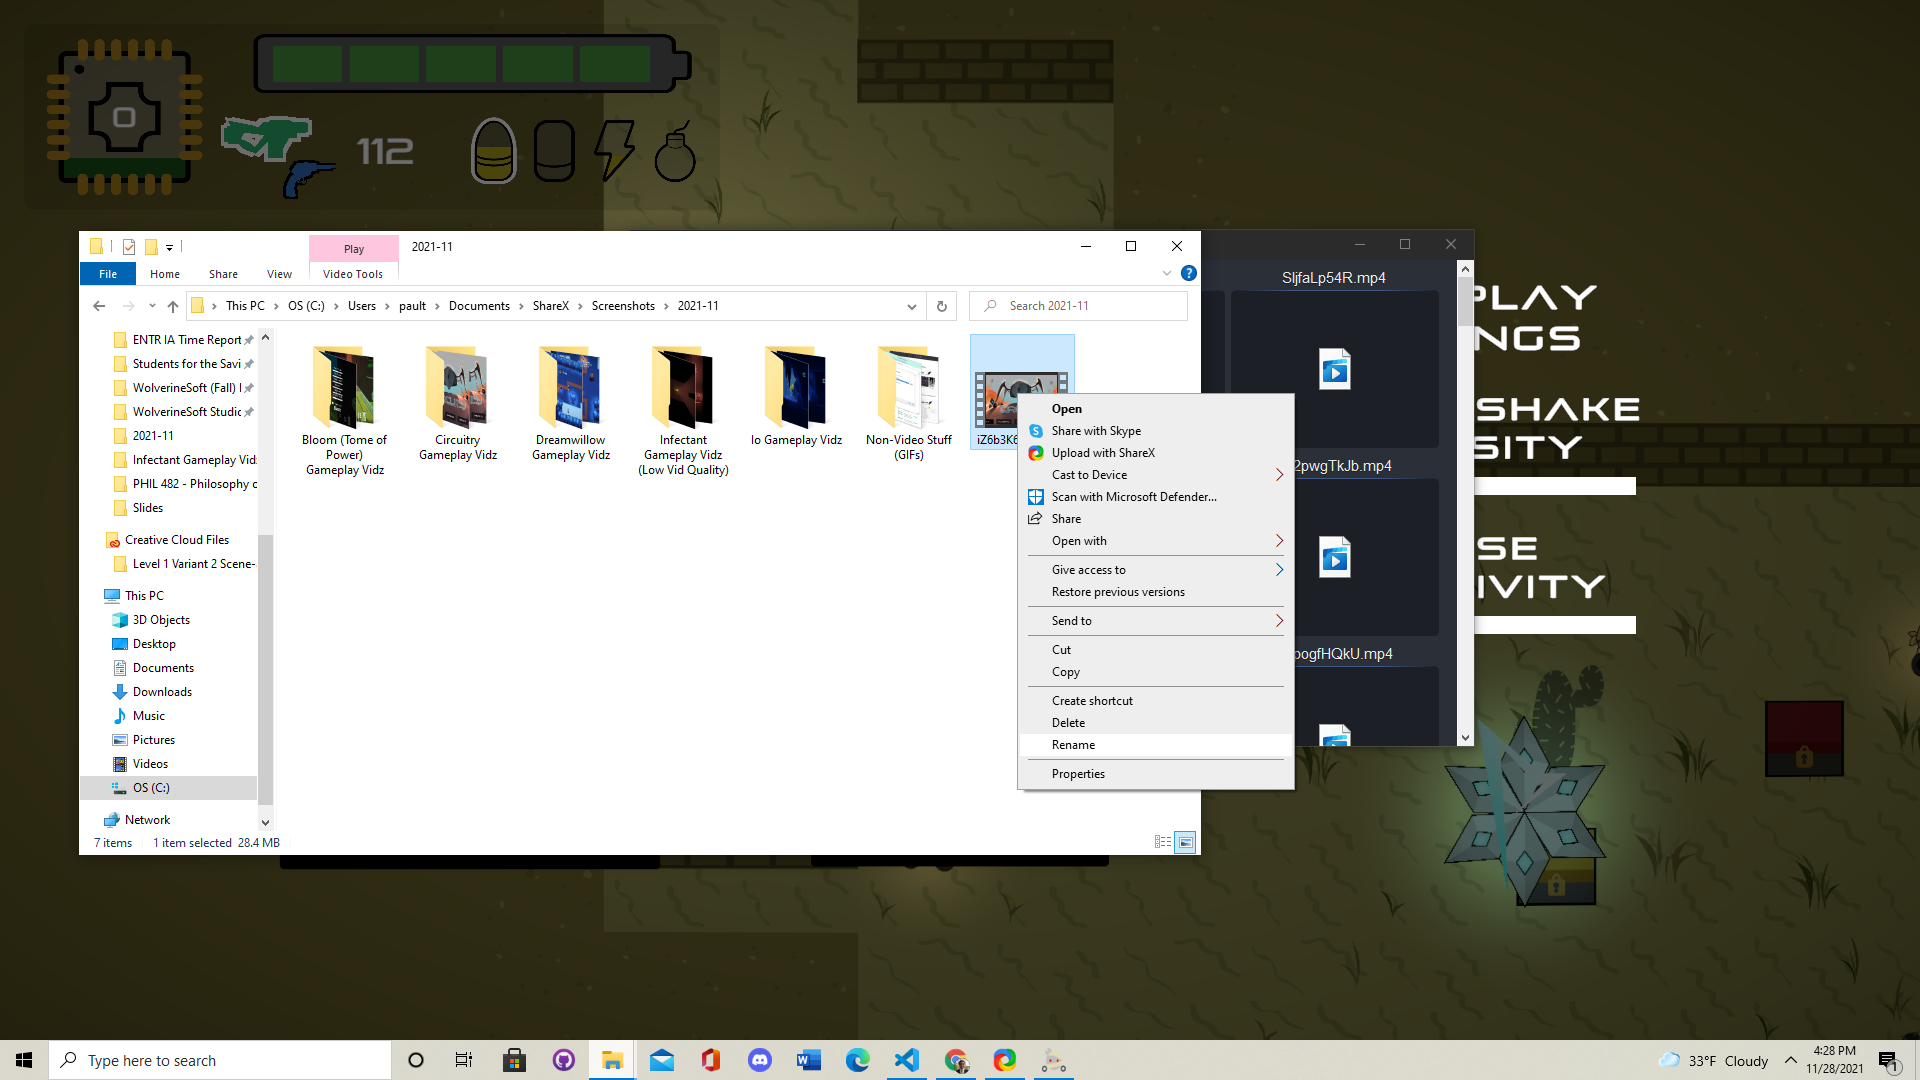 0
112
Play
2021-11
File
Home
Share
View
Video Tools
This PC
OS (C:)
Users
pault
Documents
ShareX
Screenshots
2021-11
Search 2021-11
ENTR IA Time Report
Students for the Savi
WolverineSoft (Fall) I
WolverineSoft Studic
2021-11
Infectant Gameplay Vid
PHIL 482 - Philosophy
Slides
Creative Cloud Files
Level 1 Variant 2 Scene-
This PC
3D Objects
Desktop
Documents
Downloads
Music
Pictures
Videos
OS (C:)
Network
7 items
1 item selected 28.4 MB
Bloom (Tome of
Power)
Gameplay Vidz
Circuitry
Gameplay Vidz
Dreamwillow
Gameplay Vidz
Infectant
Gameplay Vidz
(Low Vid Quality)
Io Gameplay Vidz
Non-Video Stuff
(GIFs)
iZ6b3K6
Open
Share with Skype
Upload with ShareX
Cast to Device
Scan with Microsoft Defender...
Share
Open with
Give access to
Restore previous versions
Send to
Cut
Copy
Create shortcut
Delete
Rename
Properties
SljfaLp54R.mp4
2pwgTkJb.mp4
ogfHQkU.mp4
PLAY
NGS
SHAKE
SITY
SE
IVITY
Type here to search
33°F Cloudy
4:28 PM
11/28/2021
1